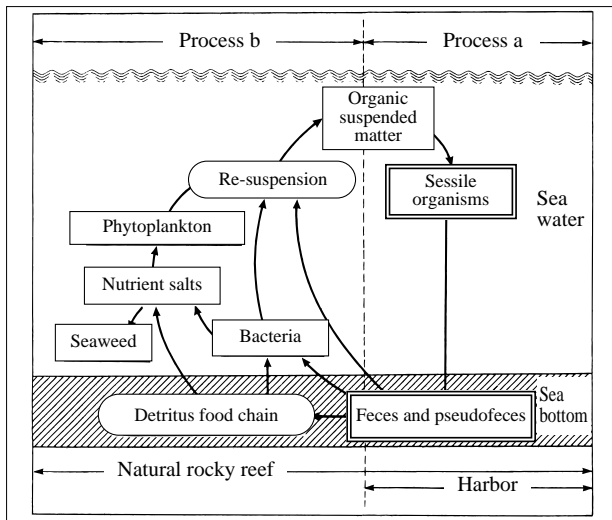 Process b
Process a
Organic
suspended
matter
Re-suspension
Sessile
organisms
Sea
water
Phytoplankton
Nutrient salts
Seaweed
Bacteria
Detritus food chain
Feces and pseudofeces
Sea
bottom
Natural rocky reef
Harbor